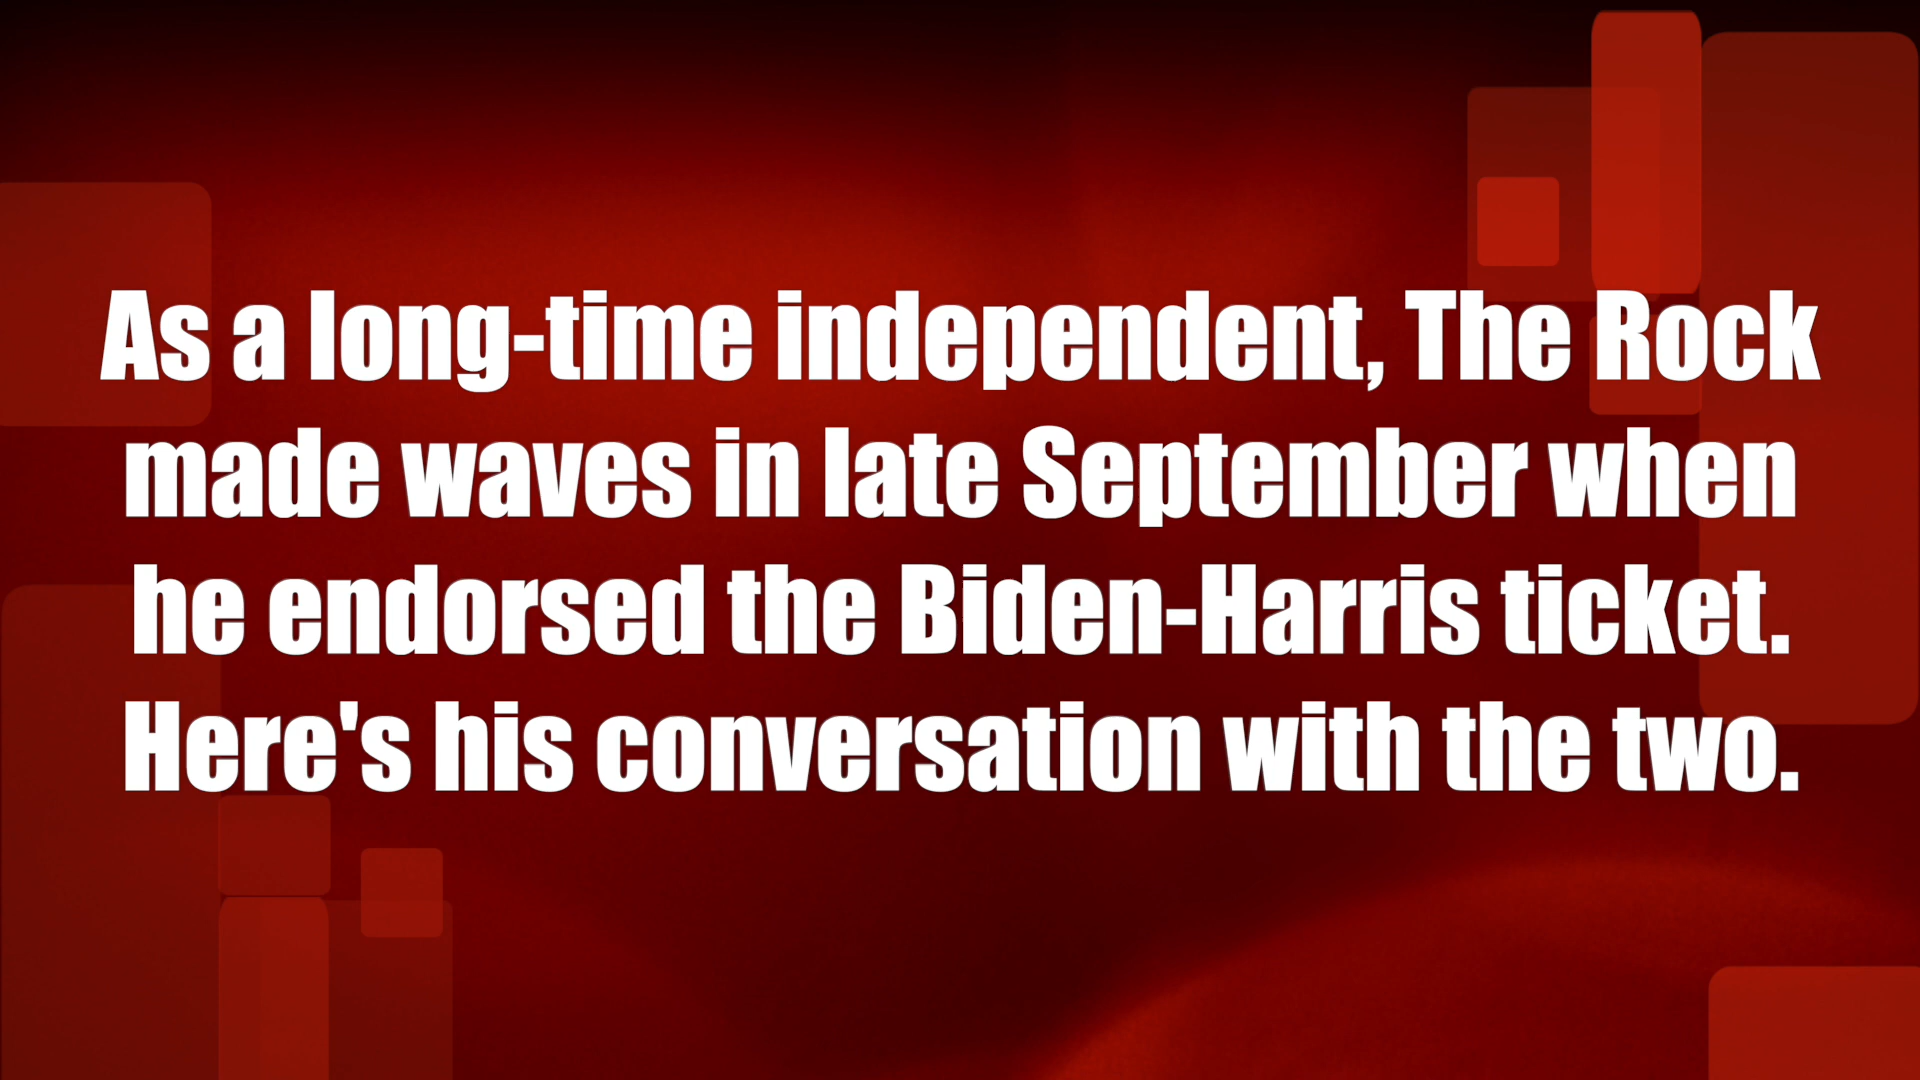 As a long-time independent, The Rock
made waves in late September when
he endorsed the Biden-Harris ticket.
Here's his conversation with the two.